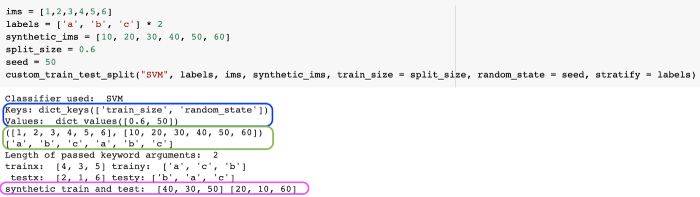 ims = [1,2,3,4,5,6]
labels = ['a', 'b', 'c'] * 2
synthetic_ims = [10, 20, 30, 40, 50, 60]
split_size = 0.6
seed = 50
custom_train_test_split("SVM", labels, ims, synthetic_ims, train_size = split_size, random_state = seed, stratify = labels)
Classifier used:  SVM
Keys: dict_keys(['train_size', 'random_state'])
Values:  dict_values([0.6, 50])
([1, 2, 3, 4, 5, 6], [10, 20, 30, 40, 50, 60])
['a', 'b', 'c', 'a', 'b', 'c']
Length of passed keyword arguments:  2
trainx:  [4, 3, 5] trainy:  ['a', 'c', 'b']
testx:  [2, 1, 6] testy: ['b', 'a', 'c']
synthetic train and test:  [40, 30, 50] [20, 10, 60]